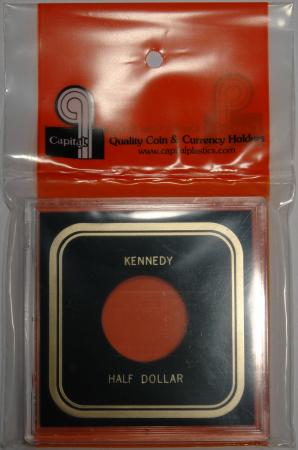 Capital
Quality Coin & Currency Holders
www.capitalplastics.com
KENNEDY
HALF DOLLAR